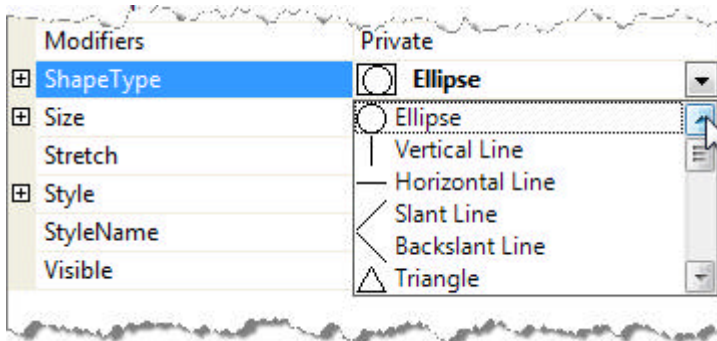 Modifiers Private
ShapeType Ellipse
Size Ellipse
Stretch Vertical Line
Style Horizontal Line
StyleName Slant Line
Visible Backslant Line
Triangle